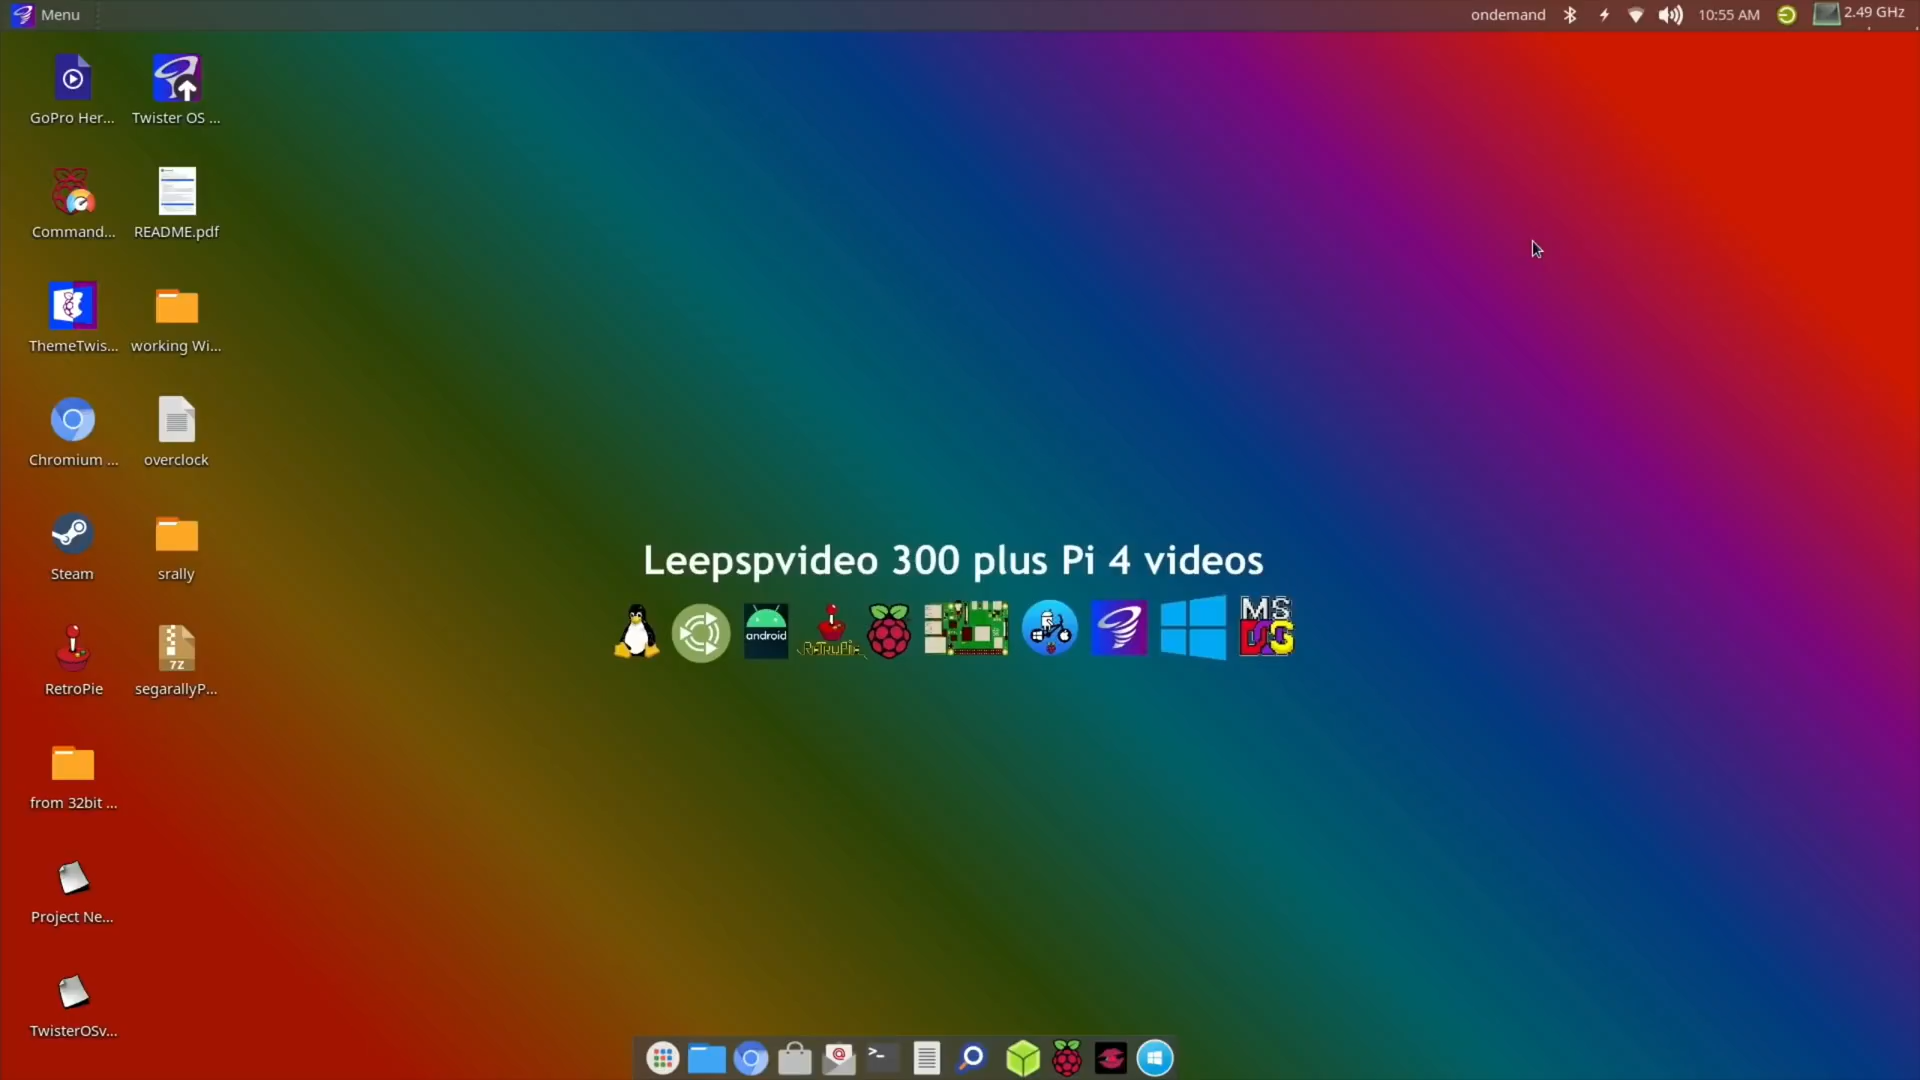 Menu
ondemand
10:55 AM
2.49 GHz
GoPro Her...
Twister OS ...
Command...
README.pdf
ThemeTwis...
working Wi...
Chromium ...
overclock
Steam
srally
7Z
RetroPie
segarallyP...
from 32bit ...
Project Ne...
TwisterOSv...
Leepspvideo 300 plus Pi 4 videos
android
RetroPie
MS
DOS